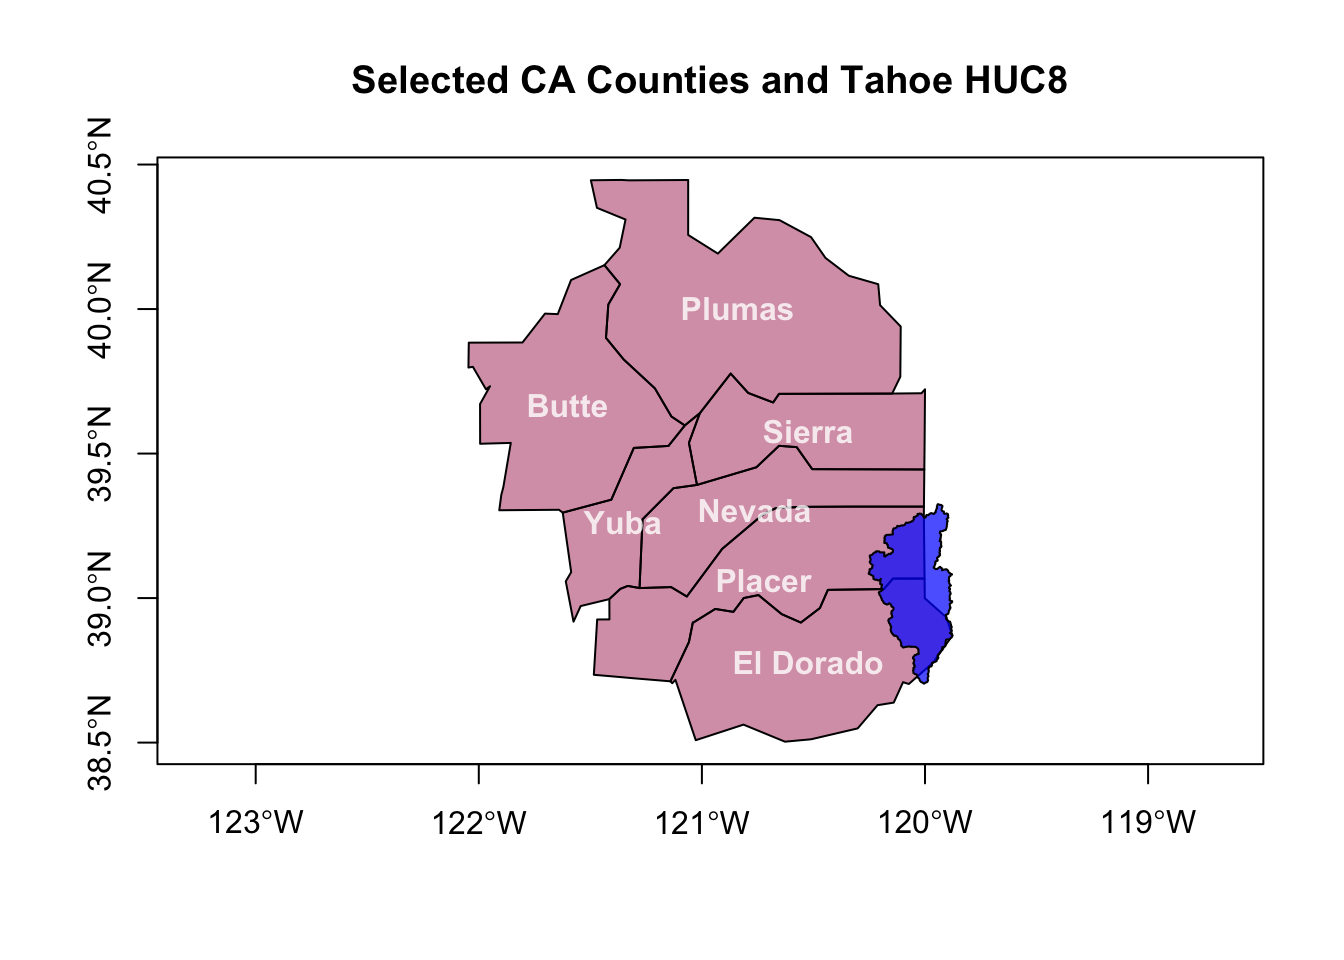 Selected CA Counties and Tahoe HUC8
40.5°N
40.0°N
39.5°N
39.0°N
38.5°N
Plumas
Butte
Sierra
Nevada
Yuba
Placer
El Dorado
123°W
122°W
121°W
120°W
119°W